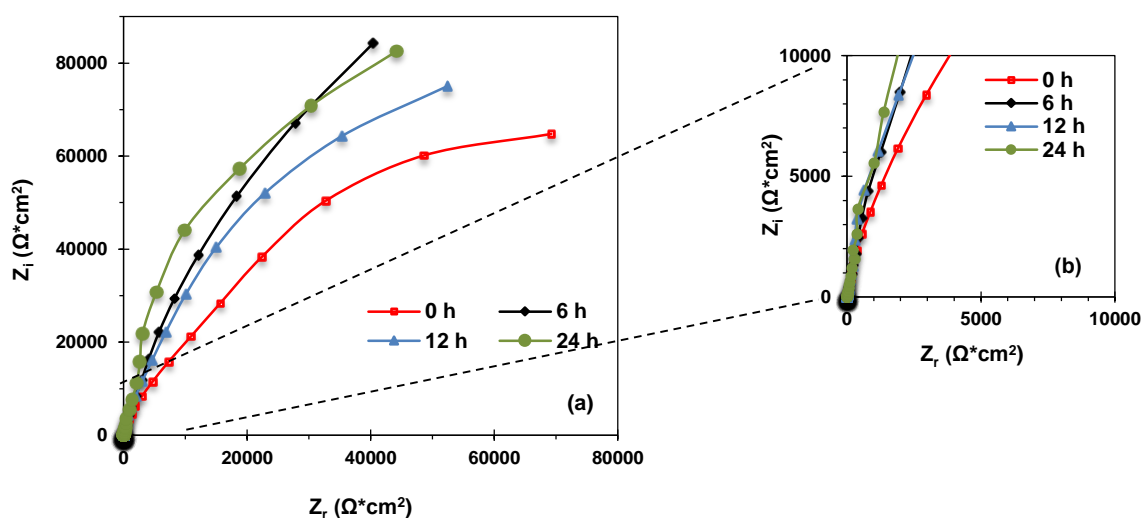 80000
60000
40000
20000
0
Zi (Ω*cm2)
0 h
6 h
12 h
24 h
(a)
0 20000 40000 60000 80000
Zr (Ω*cm2)
10000
5000
0
Zi (Ω*cm2)
0 h
6 h
12 h
24 h
(b)
0 5000 10000
Zr (Ω*cm2)